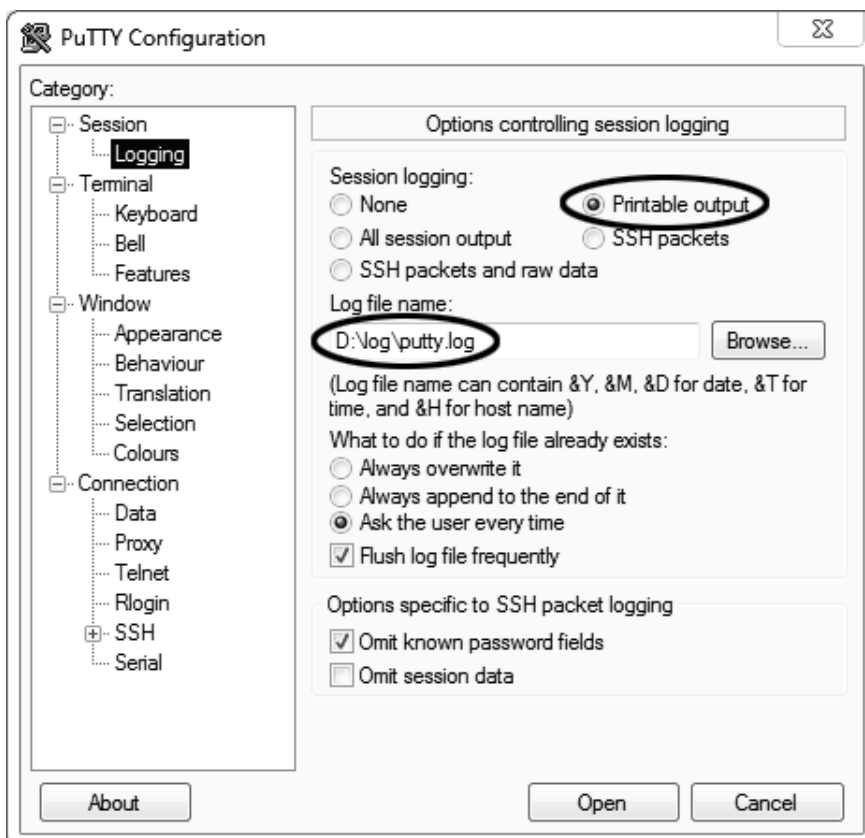 PuTTY Configuration
Category:
Session
Logging
Terminal
Keyboard
Bell
Features
Window
Appearance
Behaviour
Translation
Selection
Colours
Connection
Data
Proxy
Telnet
Rlogin
SSH
Serial
Options controlling session logging
Session logging:
None
Printable output
All session output
SSH packets
SSH packets and raw data
Log file name:
D:\log\putty.log
Browse...
(Log file name can contain &Y, &M, &D for date, &T for
time, and &H for host name)
What to do if the log file already exists:
Always overwrite it
Always append to the end of it
Ask the user every time
Flush log file frequently
Options specific to SSH packet logging
Omit known password fields
Omit session data
About
Open
Cancel